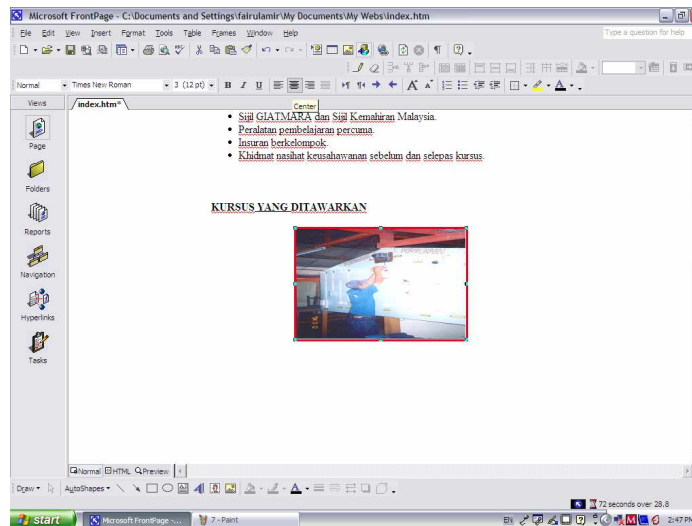 Microsoft FrontPage - C:\Documents and Settings\fairulamir\My Documents\My Webs\index.htm
File Edit View Insert Format Tools Table Frames Window Help
Type a question for help
Normal Times New Roman 3 (12 pt) B I U
Views
index.htm*
Center
Sijil GIATMARA dan Sijil Kemahiran Malaysia.
Peralatan pembelajaran percuma.
Insuran berkelompok.
Khidmat nasihat keusahawanan sebelum dan selepas kursus.
KURSUS YANG DITAWARKAN
Page
Folders
Reports
Navigation
Hyperlinks
Tasks
Normal HTML Preview
Draw AutoShapes
72 seconds over 28.8
start Microsoft FrontPage -... 7 - Paint EN 2:47 PM